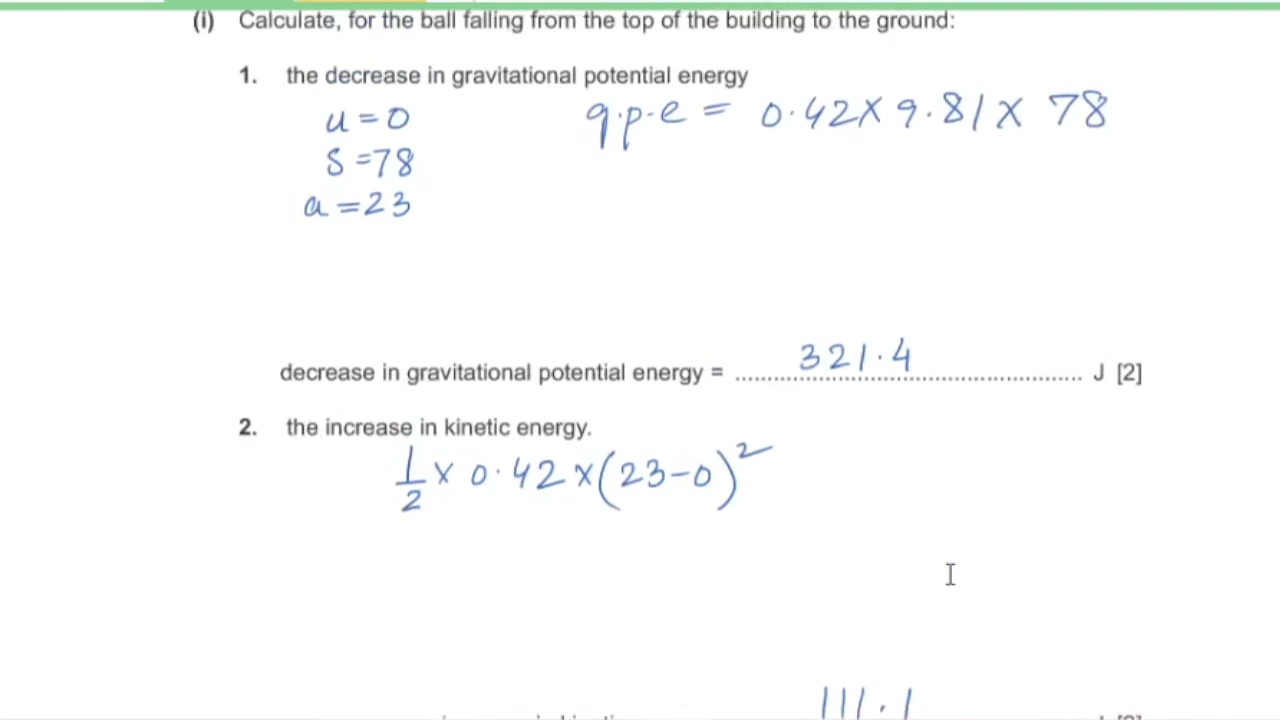 (i) Calculate, for the ball falling from the top of the building to the ground:
1. the decrease in gravitational potential energy
u = 0
g.p.e = 0.42 × 9.81 × 78
S = 78
a = 23
decrease in gravitational potential energy = 321.4 J [2]
2. the increase in kinetic energy.
1/2 × 0.42 × (23-0)²
111.1